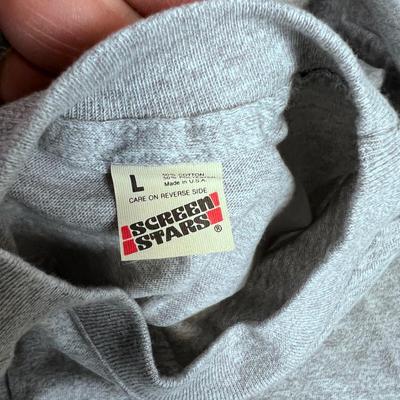 L
50% COTTON
Made in U.S.A.
CARE ON REVERSE SIDE
SCREEN
STARS
®